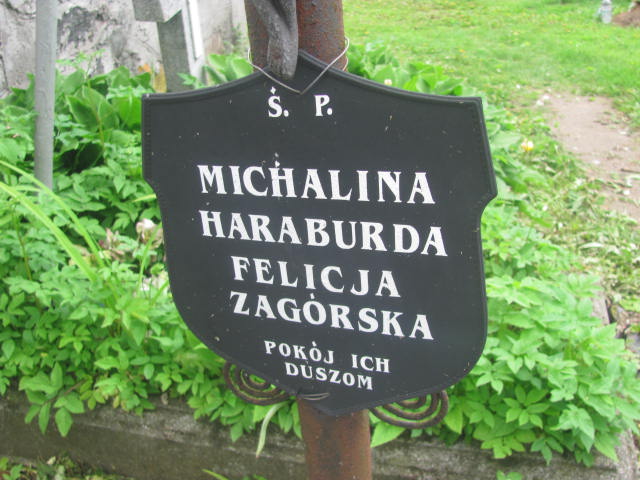 Ś. P.
MICHALINA
HARABURDA
FELICJA
ZAGÓRSKA
POKÓJ ICH
DUSZOM